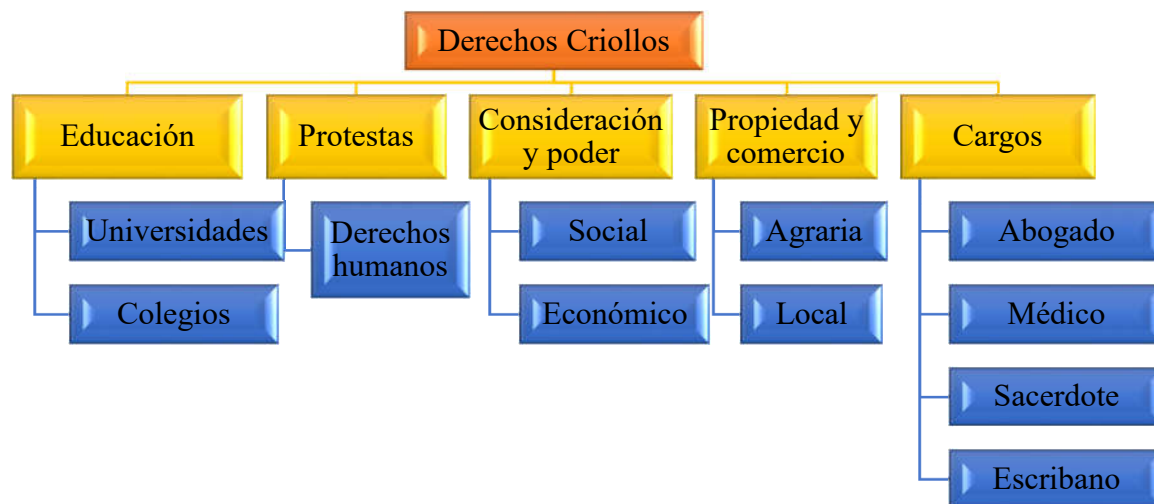 Derechos Criollos
Educación
Universidades
Colegios
Protestas
Derechos
humanos
Consideración
y poder
Social
Económico
Propiedad y
comercio
Agraria
Local
Cargos
Abogado
Médico
Sacerdote
Escribano